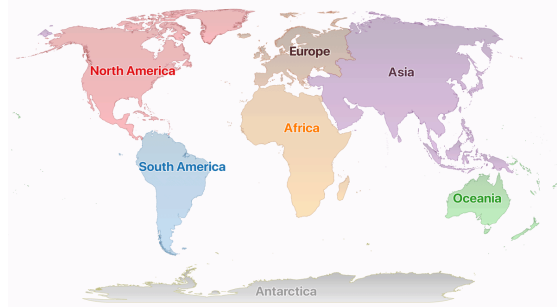 Europe
North America
Asia
Africa
South America
Oceania
Antarctica